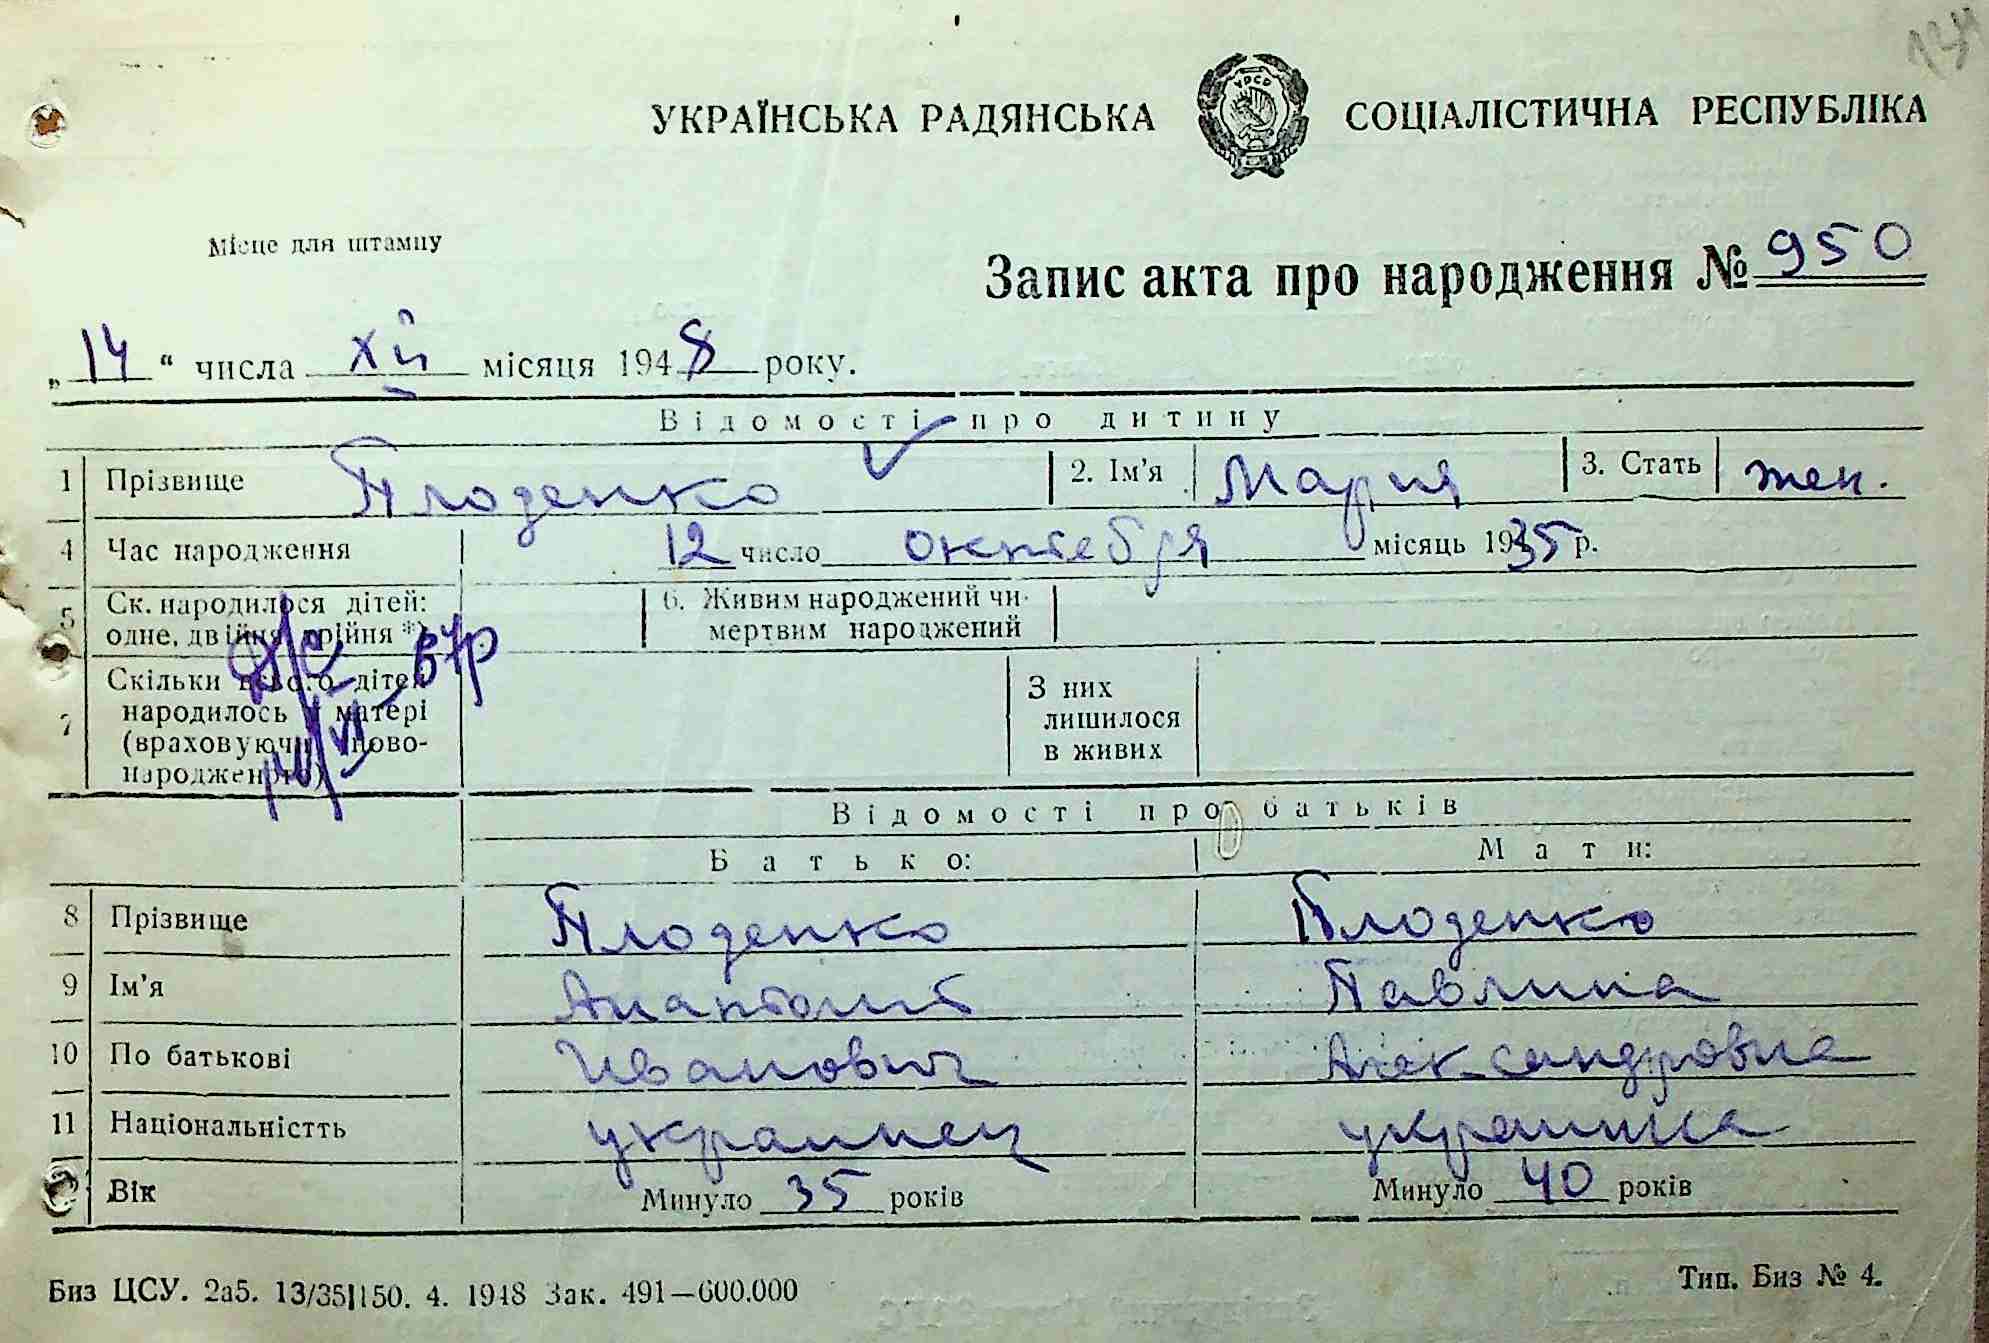 УКРАЇНСЬКА РАДЯНСЬКА СОЦІАЛІСТИЧНА РЕСПУБЛІКА
УРСР
Місце для штампу
Запис акта про народження № 950
„14“ числа XII місяця 1948 року.
Відомості про дитину
1 Прізвище Плоденко 2. Ім'я Мария 3. Стать жен.
4 Час народження 12 число октября місяць 1935 р.
5 Ск. народилося дітей: одне, двійня, трійня *) 6. Живим народжений чи мертвим народжений
7 Скільки всього дітей народилось у матері (враховуючи ново-народженого) З них лишилося в живих
Відомості про батьків
Батько: Мати:
8 Прізвище Плоденко Плоденко
9 Ім'я Анатолий Павлина
10 По батькові Иванович Александровна
11 Національністть украинец украинка
Вік Минуло 35 років Минуло 40 років
Биз ЦСУ. 2а5. 13/35|150. 4. 1948 Зак. 491—600.000 Тип. Биз № 4.